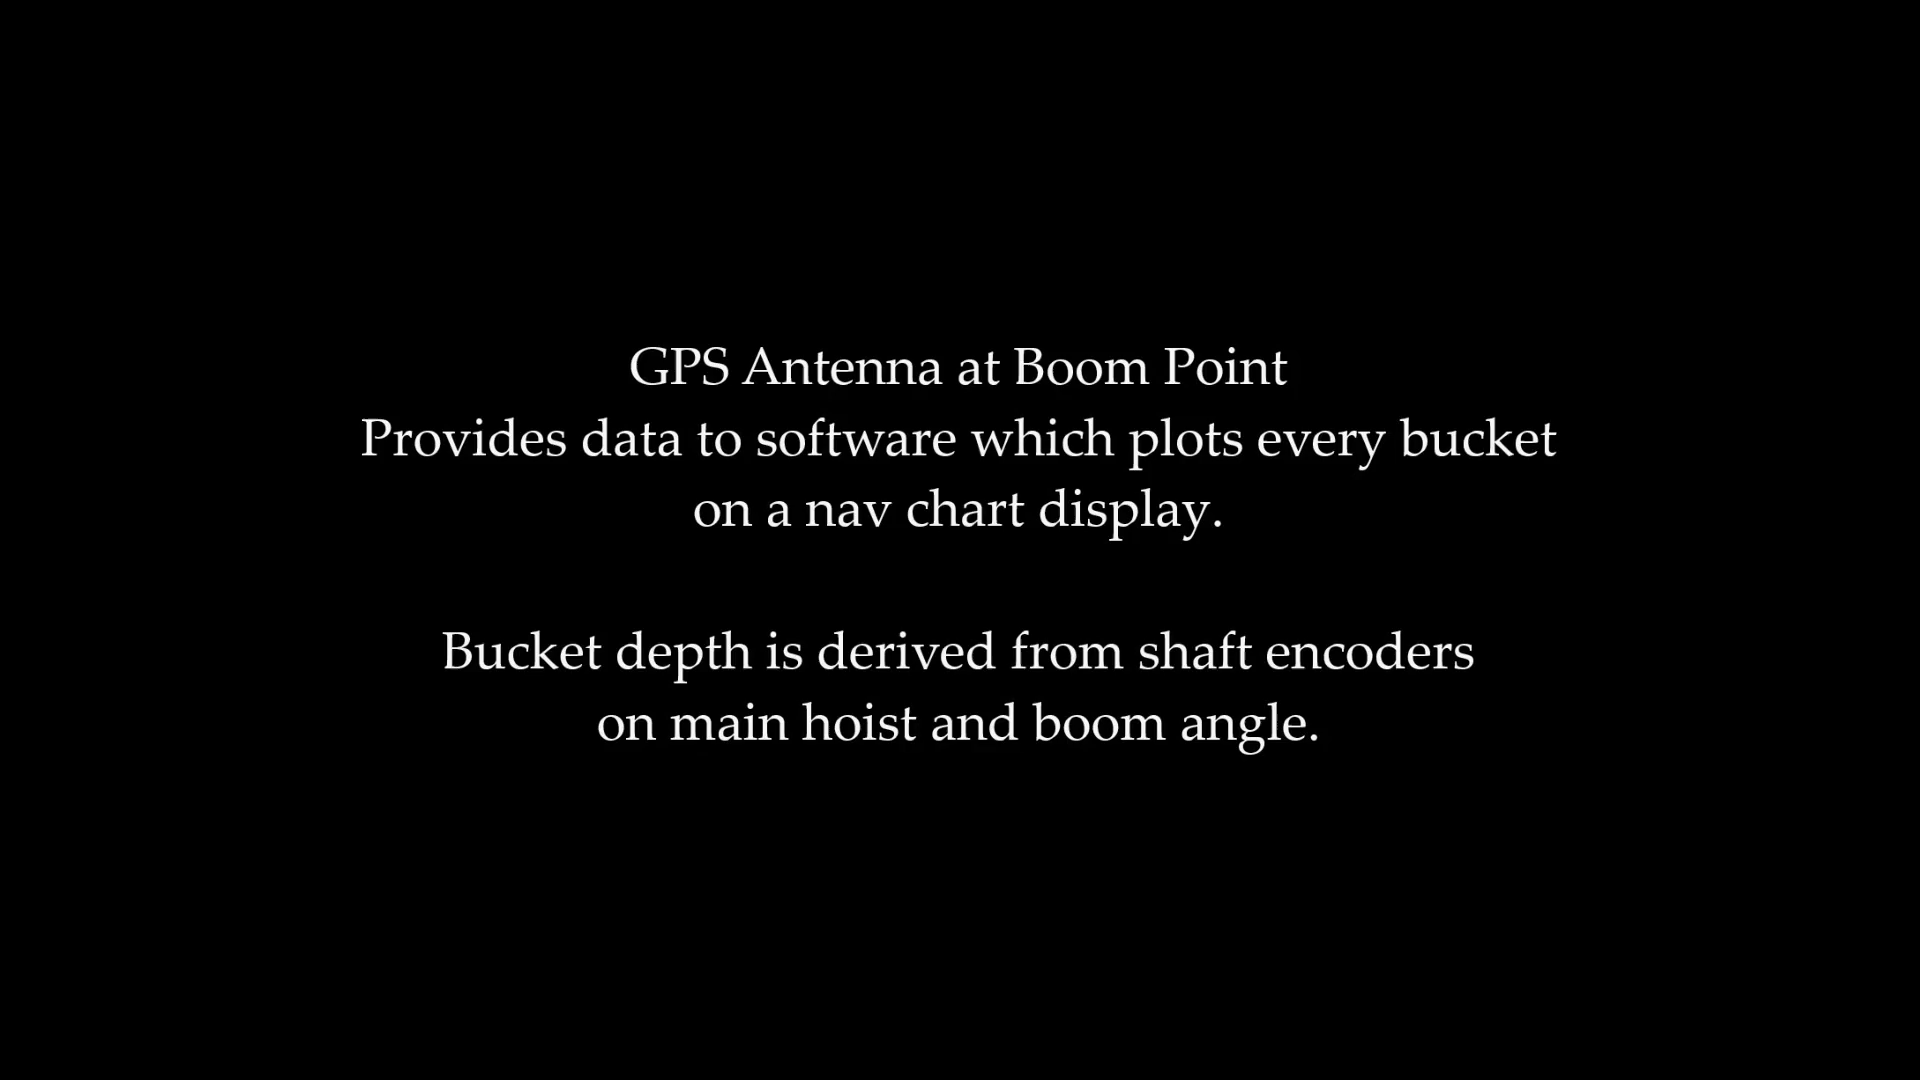 GPS Antenna at Boom Point
Provides data to software which plots every bucket
on a nav chart display.
Bucket depth is derived from shaft encoders
on main hoist and boom angle.